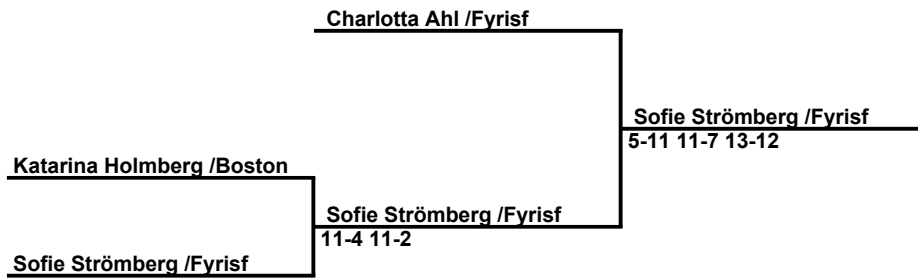 Charlotta Ahl /Fyrisf
Sofie Strömberg /Fyrisf
5-11 11-7 13-12
Katarina Holmberg /Boston
Sofie Strömberg /Fyrisf
11-4 11-2
Sofie Strömberg /Fyrisf